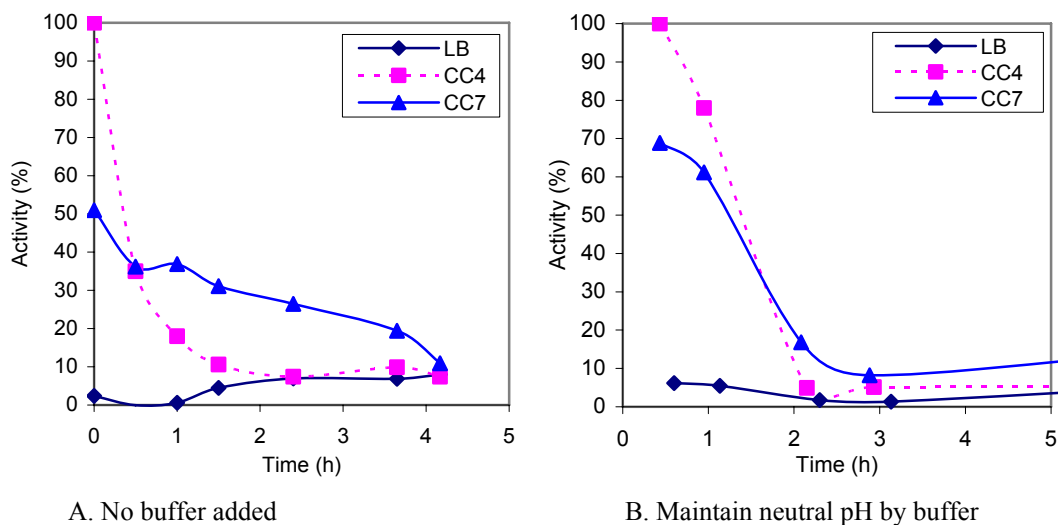 100
90
80
70
60
50
40
30
20
10
0
Activity (%)
LB
CC4
CC7
0 1 2 3 4 5
Time (h)
A. No buffer added
100
90
80
70
60
50
40
30
20
10
0
Activity (%)
LB
CC4
CC7
0 1 2 3 4 5
Time (h)
B. Maintain neutral pH by buffer